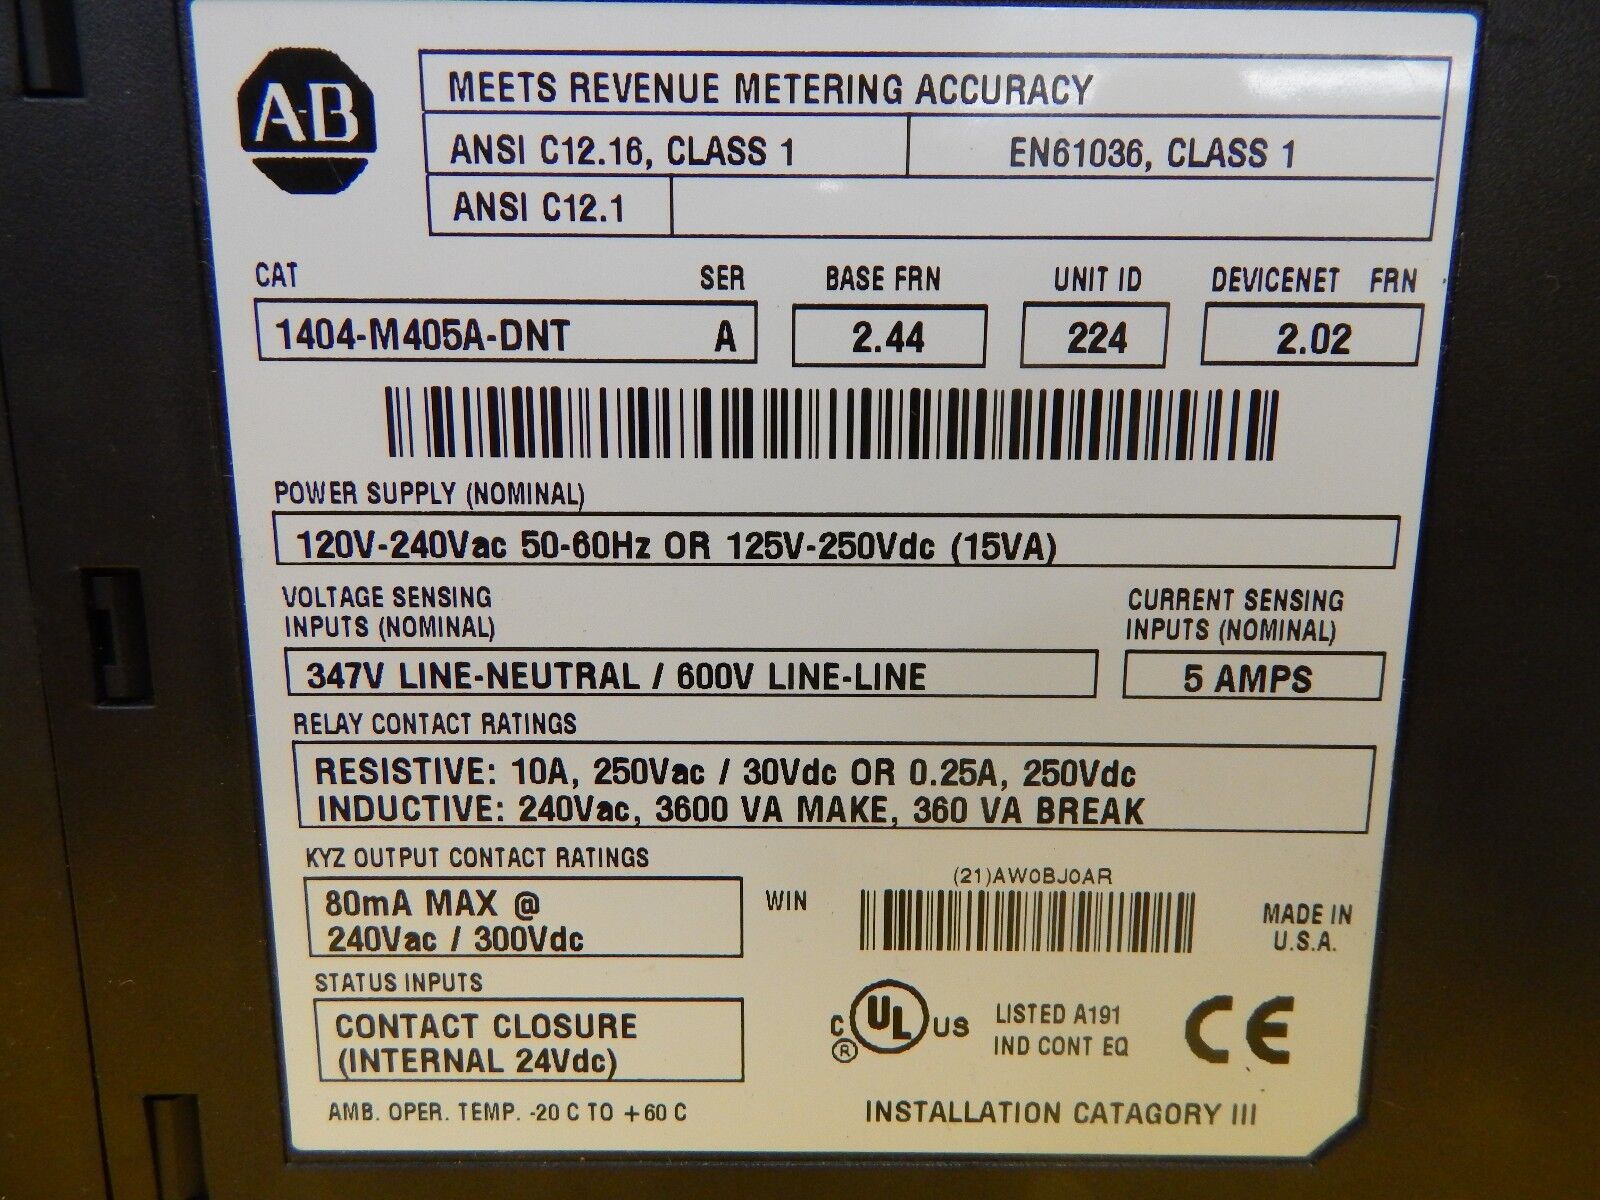 A-B
MEETS REVENUE METERING ACCURACY
ANSI C12.16, CLASS 1 EN61036, CLASS 1
ANSI C12.1
CAT SER BASE FRN UNIT ID DEVICENET FRN
1404-M405A-DNT A 2.44 224 2.02
POWER SUPPLY (NOMINAL)
120V-240Vac 50-60Hz OR 125V-250Vdc (15VA)
VOLTAGE SENSING
INPUTS (NOMINAL)
CURRENT SENSING
INPUTS (NOMINAL)
347V LINE-NEUTRAL / 600V LINE-LINE 5 AMPS
RELAY CONTACT RATINGS
RESISTIVE: 10A, 250Vac / 30Vdc OR 0.25A, 250Vdc
INDUCTIVE: 240Vac, 3600 VA MAKE, 360 VA BREAK
KYZ OUTPUT CONTACT RATINGS
80mA MAX @
240Vac / 300Vdc
WIN
(21)AW0BJ0AR
MADE IN
U.S.A.
STATUS INPUTS
CONTACT CLOSURE
(INTERNAL 24Vdc)
C UL US ®
LISTED A191
IND CONT EQ
CE
AMB. OPER. TEMP. -20 C TO +60 C
INSTALLATION CATAGORY III